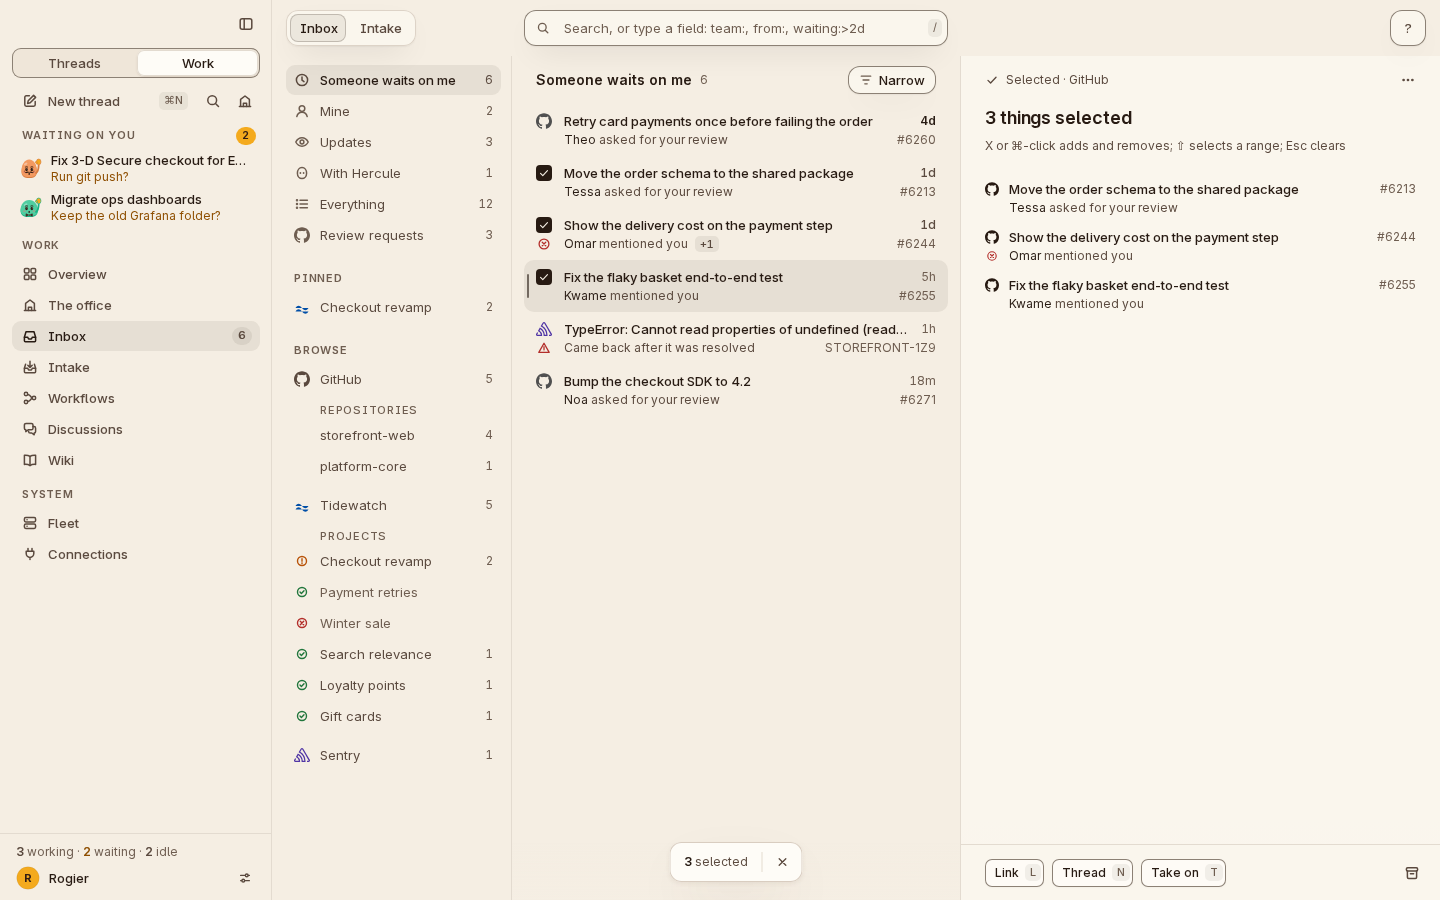 Threads
Work
New thread
⌘N
WAITING ON YOU
2
Fix 3-D Secure checkout for E…
Run git push?
Migrate ops dashboards
Keep the old Grafana folder?
WORK
Overview
The office
Inbox
6
Intake
Workflows
Discussions
Wiki
SYSTEM
Fleet
Connections
3 working · 2 waiting · 2 idle
R
Rogier
Inbox
Intake
Someone waits on me
6
Mine
2
Updates
3
With Hercule
1
Everything
12
Review requests
3
PINNED
Checkout revamp
2
BROWSE
GitHub
5
REPOSITORIES
storefront-web
4
platform-core
1
Tidewatch
5
PROJECTS
Checkout revamp
2
Payment retries
Winter sale
Search relevance
1
Loyalty points
1
Gift cards
1
Sentry
1
Search, or type a field: team:, from:, waiting:>2d
/
?
Someone waits on me 6
Narrow
Retry card payments once before failing the order
4d
Theo asked for your review
#6260
Move the order schema to the shared package
1d
Tessa asked for your review
#6213
Show the delivery cost on the payment step
1d
Omar mentioned you +1
#6244
Fix the flaky basket end-to-end test
5h
Kwame mentioned you
#6255
TypeError: Cannot read properties of undefined (read…
1h
Came back after it was resolved
STOREFRONT-1Z9
Bump the checkout SDK to 4.2
18m
Noa asked for your review
#6271
3 selected
Selected · GitHub
3 things selected
X or ⌘-click adds and removes; ⇧ selects a range; Esc clears
Move the order schema to the shared package
#6213
Tessa asked for your review
Show the delivery cost on the payment step
#6244
Omar mentioned you
Fix the flaky basket end-to-end test
#6255
Kwame mentioned you
Link L
Thread N
Take on T